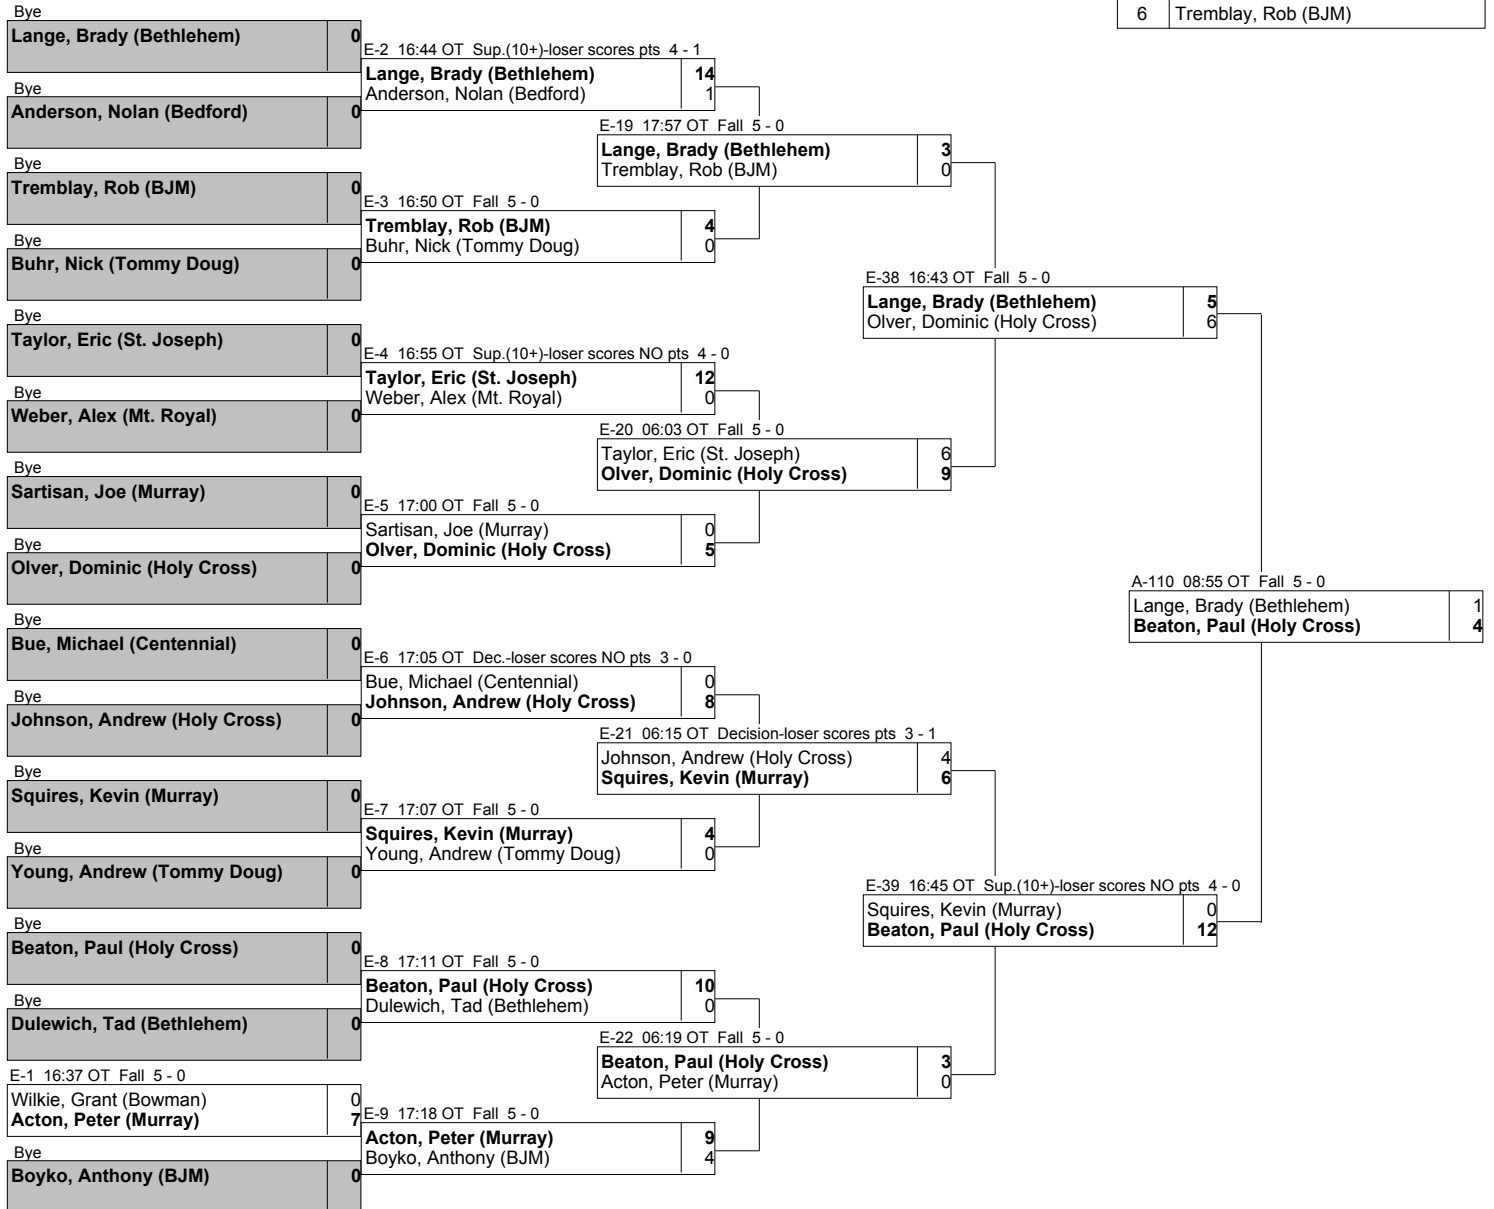 6 Tremblay, Rob (BJM)
Bye
Lange, Brady (Bethlehem) 0
Bye
Anderson, Nolan (Bedford) 0
Bye
Tremblay, Rob (BJM) 0
Bye
Buhr, Nick (Tommy Doug) 0
Bye
Taylor, Eric (St. Joseph) 0
Bye
Weber, Alex (Mt. Royal) 0
Bye
Sartisan, Joe (Murray) 0
Bye
Olver, Dominic (Holy Cross) 0
Bye
Bue, Michael (Centennial) 0
Bye
Johnson, Andrew (Holy Cross) 0
Bye
Squires, Kevin (Murray) 0
Bye
Young, Andrew (Tommy Doug) 0
Bye
Beaton, Paul (Holy Cross) 0
Bye
Dulewich, Tad (Bethlehem) 0
E-1 16:37 OT Fall 5 - 0
Wilkie, Grant (Bowman) 0
Acton, Peter (Murray) 7
Bye
Boyko, Anthony (BJM) 0
E-2 16:44 OT Sup.(10+)-loser scores pts 4 - 1
Lange, Brady (Bethlehem) 14
Anderson, Nolan (Bedford) 1
E-3 16:50 OT Fall 5 - 0
Tremblay, Rob (BJM) 4
Buhr, Nick (Tommy Doug) 0
E-4 16:55 OT Sup.(10+)-loser scores NO pts 4 - 0
Taylor, Eric (St. Joseph) 12
Weber, Alex (Mt. Royal) 0
E-5 17:00 OT Fall 5 - 0
Sartisan, Joe (Murray) 0
Olver, Dominic (Holy Cross) 5
E-6 17:05 OT Dec.-loser scores NO pts 3 - 0
Bue, Michael (Centennial) 0
Johnson, Andrew (Holy Cross) 8
E-7 17:07 OT Fall 5 - 0
Squires, Kevin (Murray) 4
Young, Andrew (Tommy Doug) 0
E-8 17:11 OT Fall 5 - 0
Beaton, Paul (Holy Cross) 10
Dulewich, Tad (Bethlehem) 0
E-9 17:18 OT Fall 5 - 0
Acton, Peter (Murray) 9
Boyko, Anthony (BJM) 4
E-19 17:57 OT Fall 5 - 0
Lange, Brady (Bethlehem) 3
Tremblay, Rob (BJM) 0
E-20 06:03 OT Fall 5 - 0
Taylor, Eric (St. Joseph) 6
Olver, Dominic (Holy Cross) 9
E-21 06:15 OT Decision-loser scores pts 3 - 1
Johnson, Andrew (Holy Cross) 4
Squires, Kevin (Murray) 6
E-22 06:19 OT Fall 5 - 0
Beaton, Paul (Holy Cross) 3
Acton, Peter (Murray) 0
E-38 16:43 OT Fall 5 - 0
Lange, Brady (Bethlehem) 5
Olver, Dominic (Holy Cross) 6
E-39 16:45 OT Sup.(10+)-loser scores NO pts 4 - 0
Squires, Kevin (Murray) 0
Beaton, Paul (Holy Cross) 12
A-110 08:55 OT Fall 5 - 0
Lange, Brady (Bethlehem) 1
Beaton, Paul (Holy Cross) 4